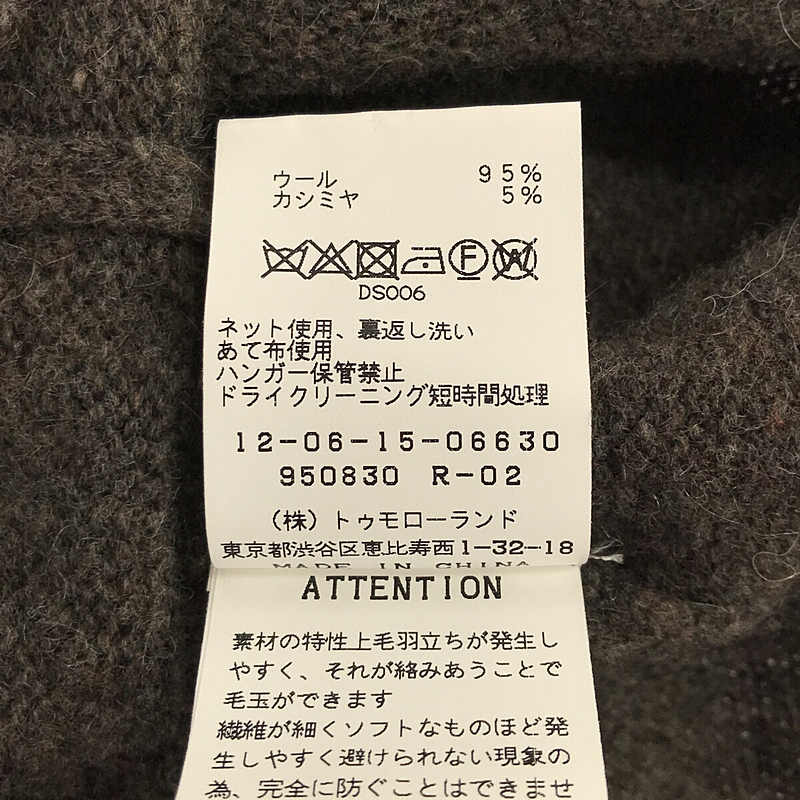 ウール 95%
カシミヤ 5%
F W
DS006
ネット使用、裏返し洗い
あて布使用
ハンガー保管禁止
ドライクリーニング短時間処理
12-06-15-06630
950830 R-02
(株)トゥモローランド
東京都渋谷区恵比寿西1-32-18
MADE IN CHINA
ATTENTION
素材の特性上毛羽立ちが発生し
やすく、それが絡みあうことで
毛玉ができます
繊維が細くソフトなものほど発
生しやすく避けられない現象の
為、完全に防ぐことはできませ